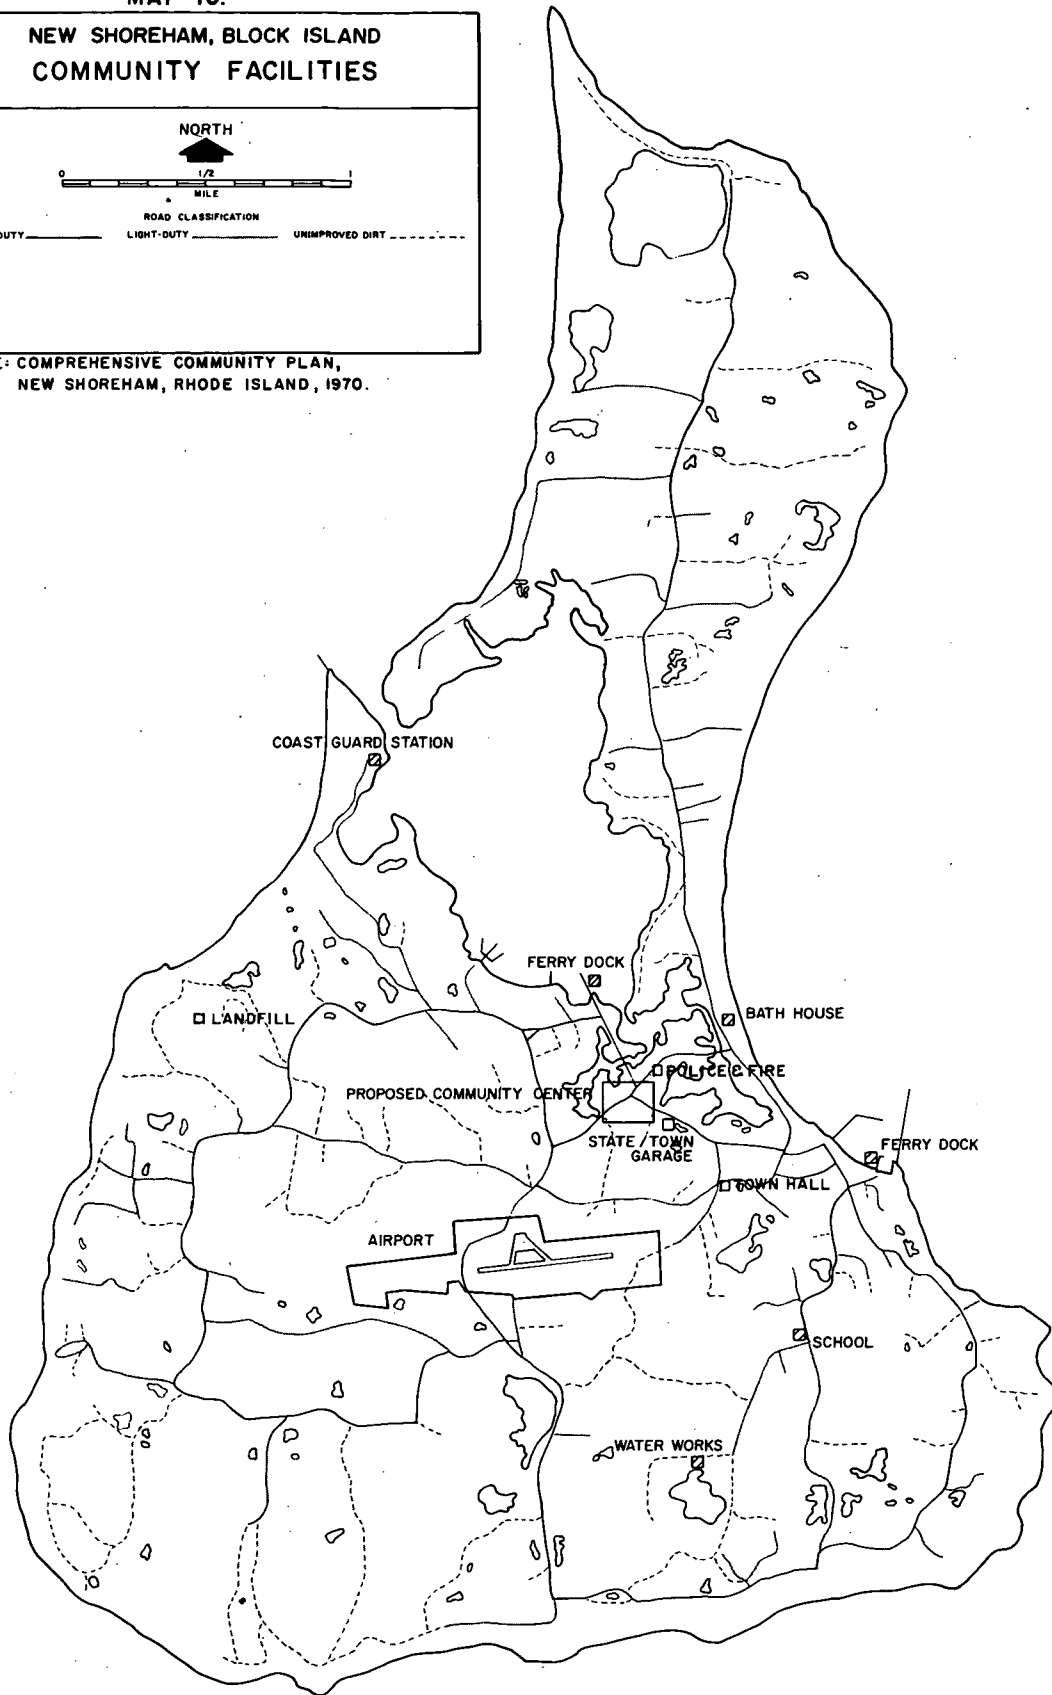 NEW SHOREHAM, BLOCK ISLAND
COMMUNITY FACILITIES
NORTH
0 1/2 1
MILE
ROAD CLASSIFICATION
LIGHT-DUTY UNIMPROVED DIRT
COMPREHENSIVE COMMUNITY PLAN,
NEW SHOREHAM, RHODE ISLAND, 1970.
COAST GUARD STATION
FERRY DOCK
LANDFILL
BATH HOUSE
POLICE & FIRE
PROPOSED COMMUNITY CENTER
STATE/TOWN
GARAGE
FERRY DOCK
TOWN HALL
AIRPORT
SCHOOL
WATER WORKS